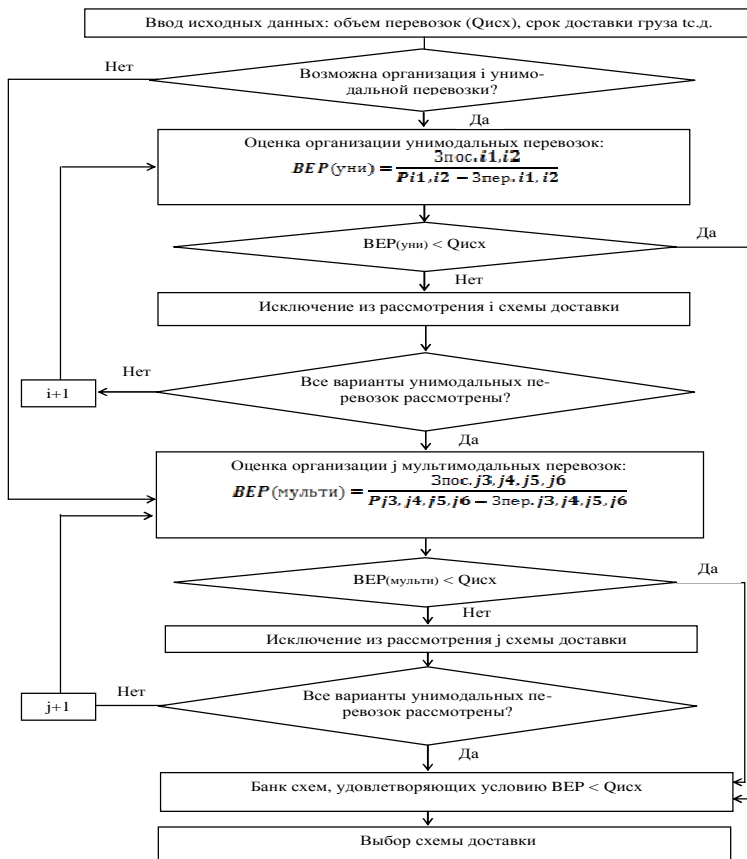 Ввод исходных данных: объем перевозок (Qисх), срок доставки груза tс.д.
Нет
Возможна организация i унимо-
дальной перевозки?
Да
Оценка организации унимодальных перевозок:
BEP(уни) = Зпос.i1,i2 / Pi1,i2 − Зпер.i1,i2
BEP(уни) < Qисх
Да
Нет
Исключение из рассмотрения i схемы доставки
Нет
Все варианты унимодальных пе-
ревозок рассмотрены?
i+1
Да
Оценка организации j мультимодальных перевозок:
BEP(мульти) = Зпос.j3,j4,j5,j6 / Pj3,j4,j5,j6 − Зпер.j3,j4,j5,j6
BEP(мульти) < Qисх
Да
Нет
Исключение из рассмотрения j схемы доставки
Нет
Все варианты унимодальных пе-
ревозок рассмотрены?
j+1
Да
Банк схем, удовлетворяющих условию BEP < Qисх
Выбор схемы доставки